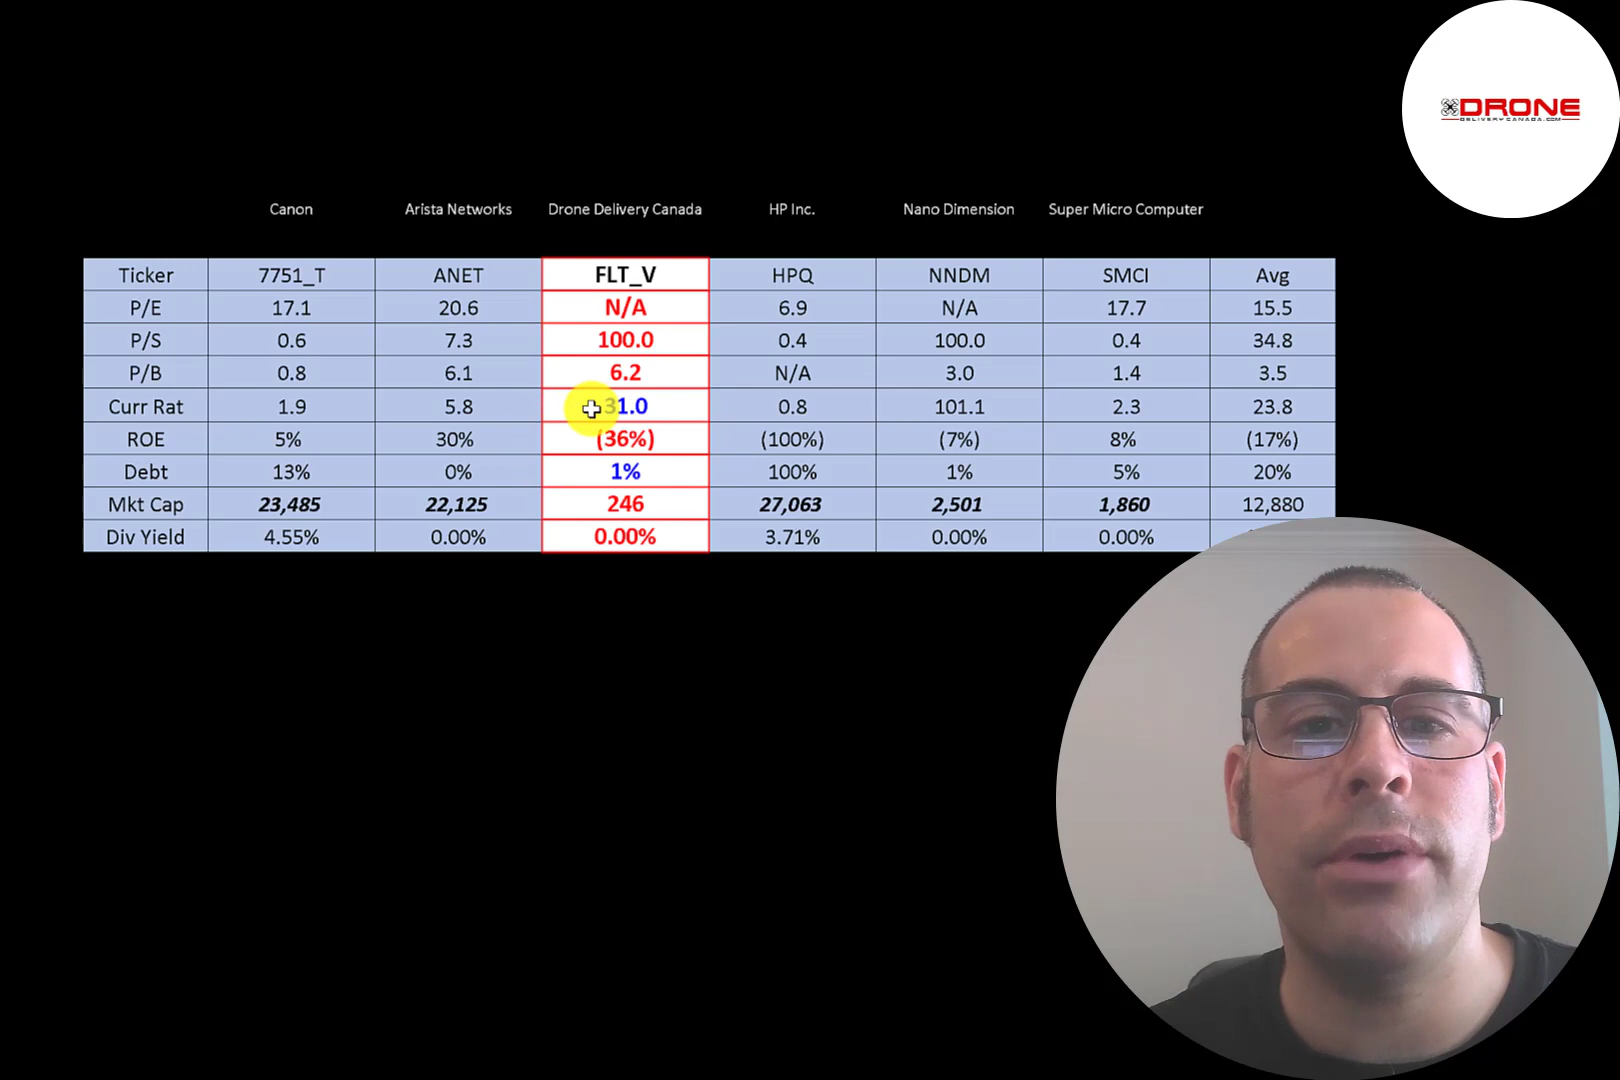 DRONE
DELIVERYCANADA.COM
Canon Arista Networks Drone Delivery Canada HP Inc. Nano Dimension Super Micro Computer
Ticker 7751_T ANET FLT_V HPQ NNDM SMCI Avg
P/E 17.1 20.6 N/A 6.9 N/A 17.7 15.5
P/S 0.6 7.3 100.0 0.4 100.0 0.4 34.8
P/B 0.8 6.1 6.2 N/A 3.0 1.4 3.5
Curr Rat 1.9 5.8 31.0 0.8 101.1 2.3 23.8
ROE 5% 30% (36%) (100%) (7%) 8% (17%)
Debt 13% 0% 1% 100% 1% 5% 20%
Mkt Cap 23,485 22,125 246 27,063 2,501 1,860 12,880
Div Yield 4.55% 0.00% 0.00% 3.71% 0.00% 0.00%